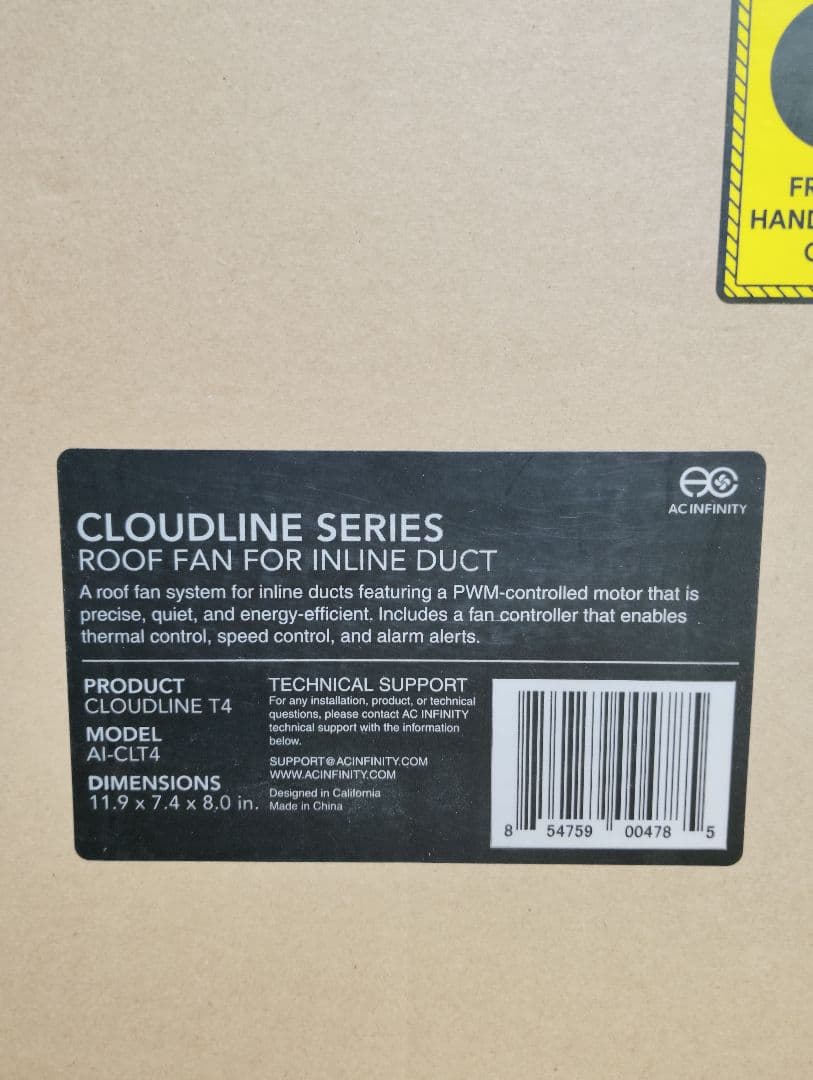 FR
HAND
C
AC INFINITY
CLOUDLINE SERIES
ROOF FAN FOR INLINE DUCT
A roof fan system for inline ducts featuring a PWM-controlled motor that is
precise, quiet, and energy-efficient. Includes a fan controller that enables
thermal control, speed control, and alarm alerts.
PRODUCT
CLOUDLINE T4
MODEL
AI-CLT4
DIMENSIONS
11.9 x 7.4 x 8.0 in.
TECHNICAL SUPPORT
For any installation, product, or technical
questions, please contact AC INFINITY
technical support with the information
below.
SUPPORT@ACINFINITY.COM
WWW.ACINFINITY.COM
Designed in California
Made in China
8 54759 00478 5